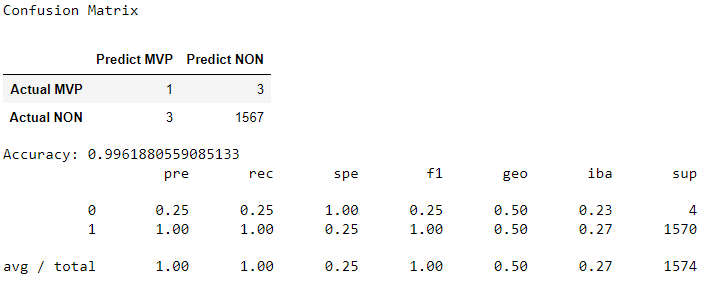 Confusion Matrix
Predict MVP Predict NON
Actual MVP 1 3
Actual NON 3 1567
Accuracy: 0.9961880559085133
pre rec spe f1 geo iba sup
0 0.25 0.25 1.00 0.25 0.50 0.23 4
1 1.00 1.00 0.25 1.00 0.50 0.27 1570
avg / total 1.00 1.00 0.25 1.00 0.50 0.27 1574